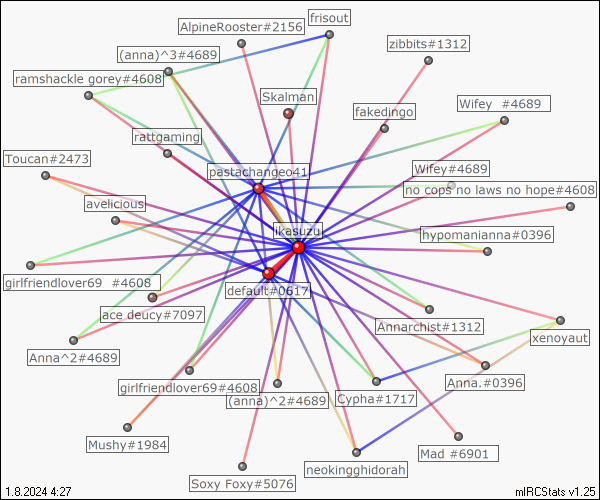 AlpineRooster#2156
frisout
zibbits#1312
(anna)^3#4689
ramshackle gorey#4608
Skalman
fakedingo
Wifey #4689
rattgaming
Toucan#2473
pastachangeo41
Wifey#4689
no cops no laws no hope#4608
avelicious
ikasuzu
hypomanianna#0396
girlfriendlover69 #4608
default#0617
ace deucy#7097
Annarchist#1312
xenoyaut
Anna^2#4689
girlfriendlover69#4608
(anna)^2#4689
Cypha#1717
Anna.#0396
Mushy#1984
neokingghidorah
Mad #6901
Soxy Foxy#5076
1.8.2024 4:27
mIRCStats v1.25